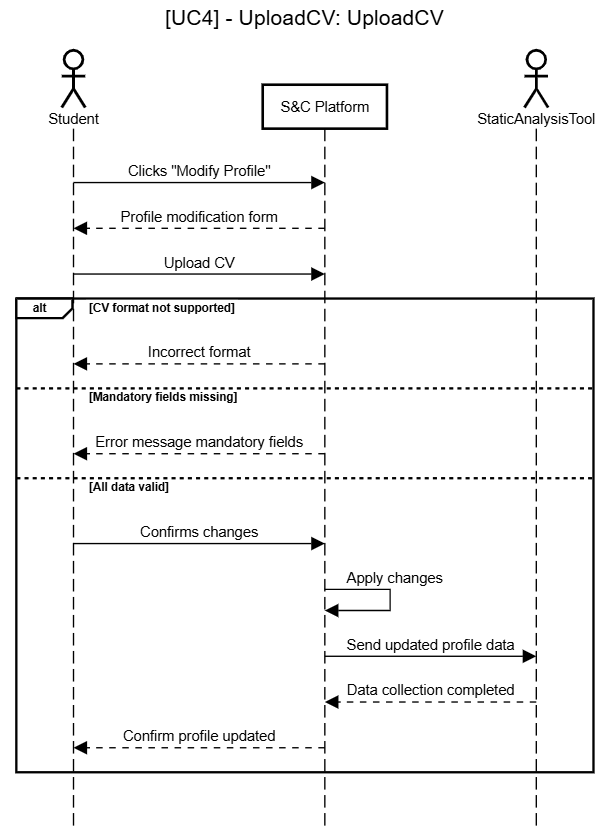 [UC4] - UploadCV: UploadCV
Student
S&C Platform
StaticAnalysisTool
Clicks "Modify Profile"
Profile modification form
Upload CV
alt
[CV format not supported]
Incorrect format
[Mandatory fields missing]
Error message mandatory fields
[All data valid]
Confirms changes
Apply changes
Send updated profile data
Data collection completed
Confirm profile updated